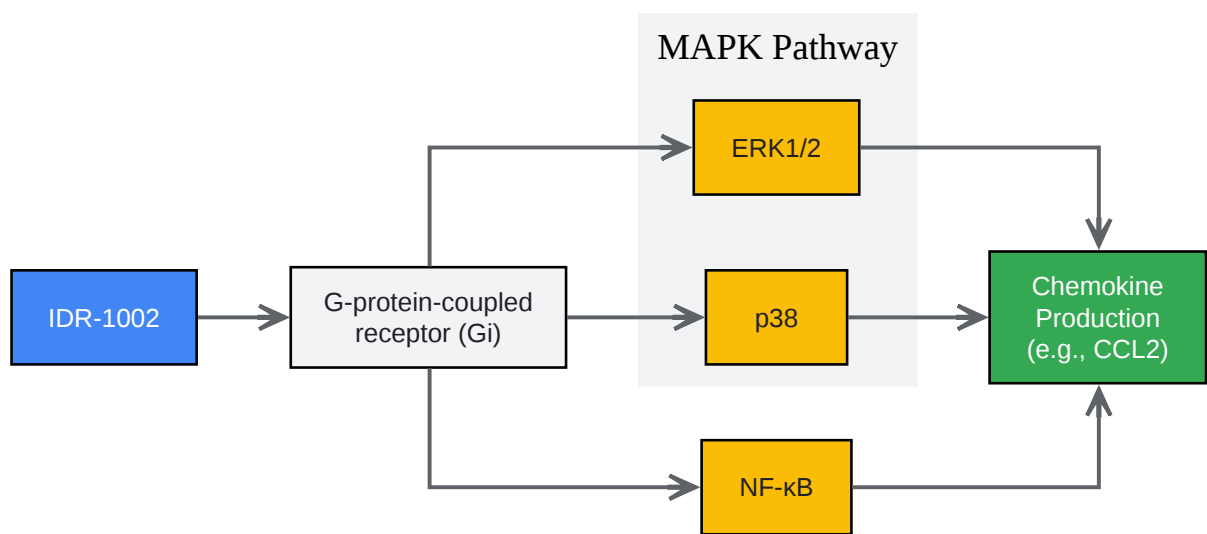 MAPK Pathway
ERK1/2
IDR-1002
G-protein-coupled
receptor (Gi)
p38
Chemokine
Production
(e.g., CCL2)
NF-κB